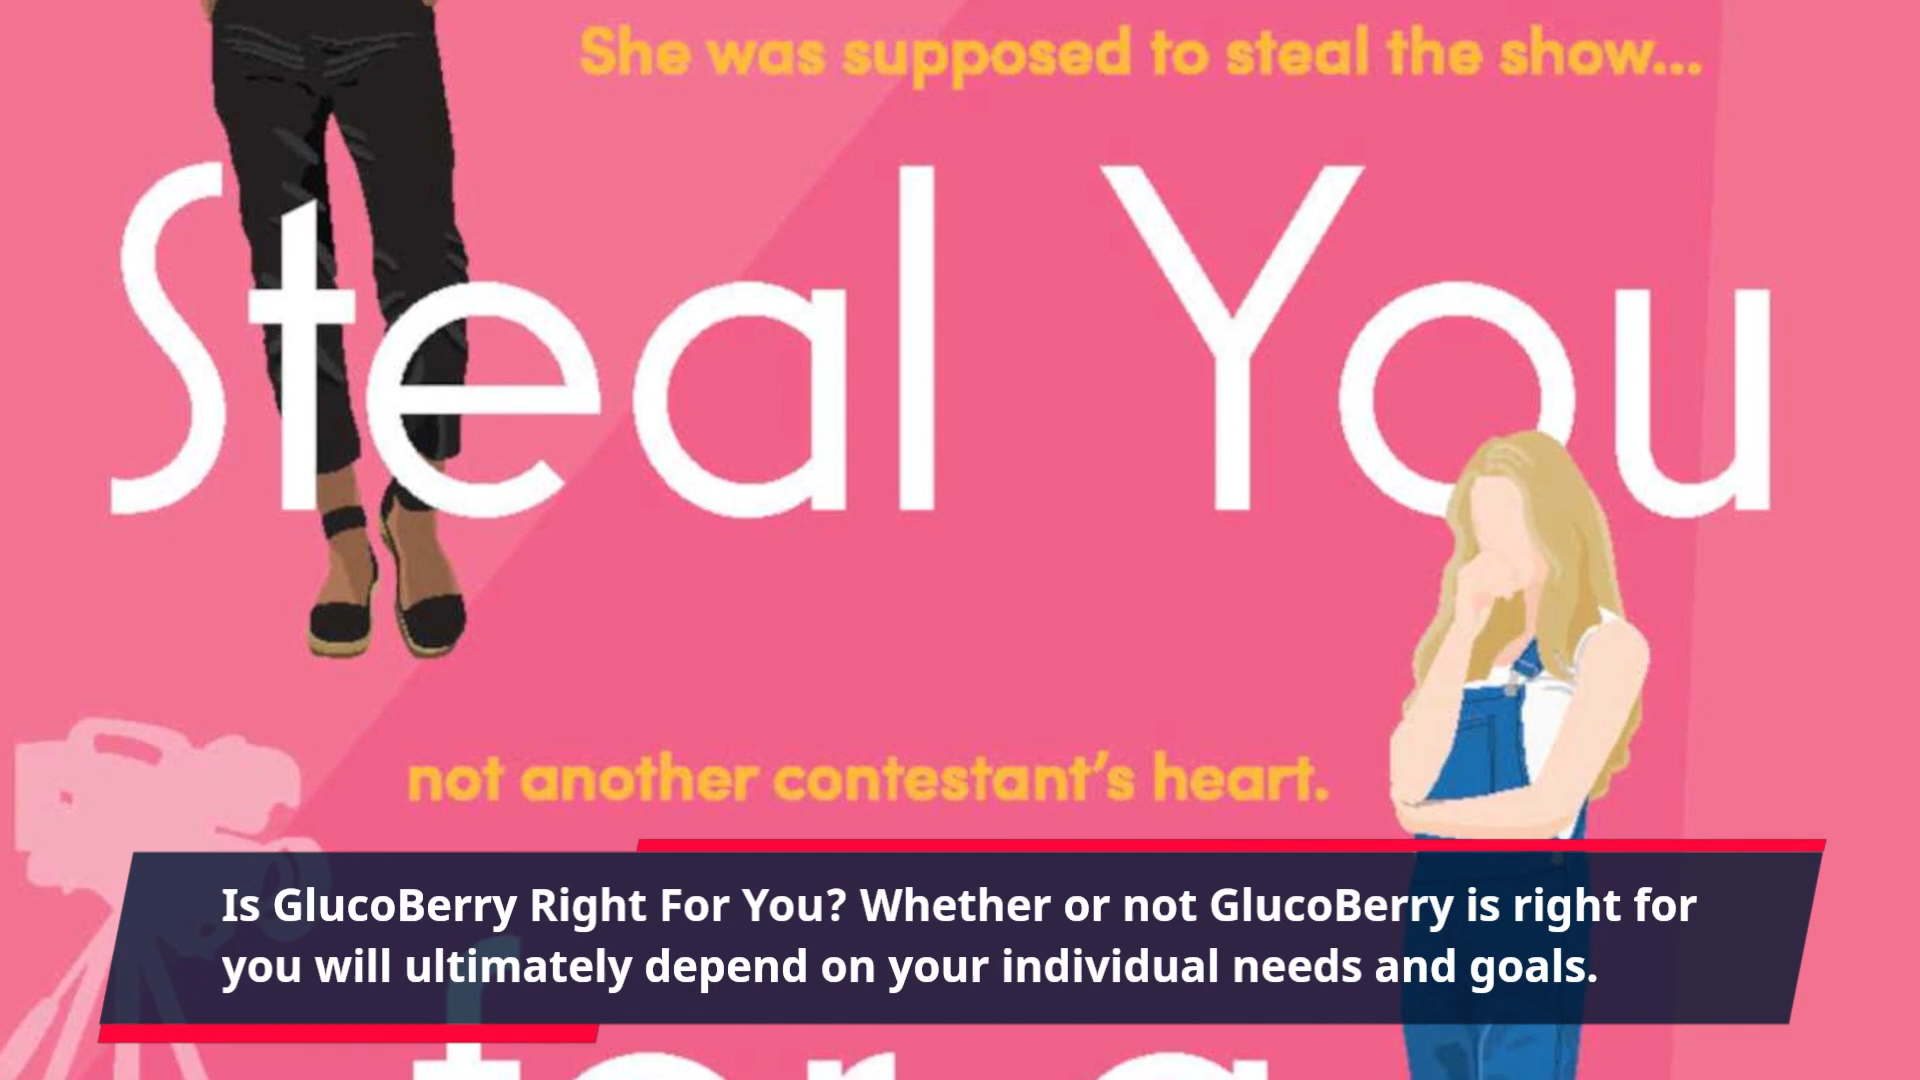 She was supposed to steal the show...
Steal You
not another contestant's heart.
Is GlucoBerry Right For You? Whether or not GlucoBerry is right for
you will ultimately depend on your individual needs and goals.
for a